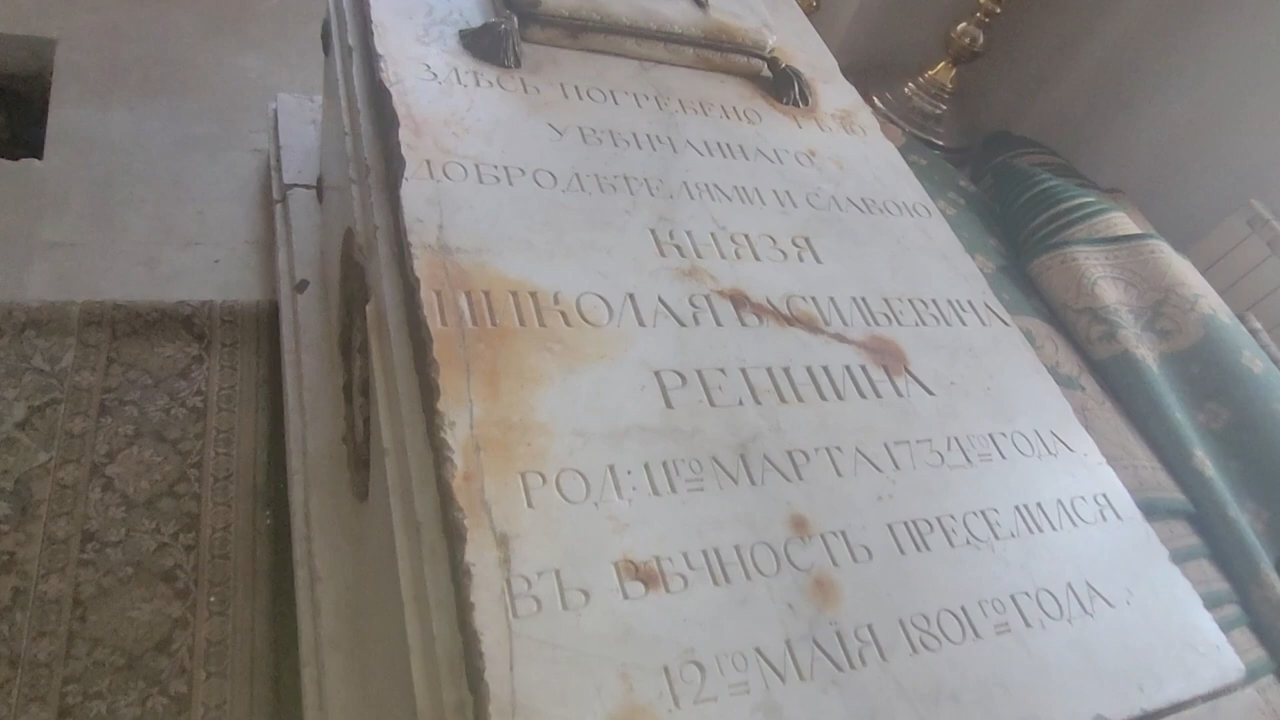 ЗДѢСЬ ПОГРЕБЕНО ТѢЛО
УВѢНЧАННАГО
ДОБРОДѢТЕЛЯМИ И СЛАВОЮ
КНЯЗЯ
НИКОЛАЯ ВАСИЛЬЕВИЧА
РЕПНИНА
РОД: 11ГО МАРТА 1734ГО ГОДА
ВЪ ВѢЧНОСТЬ ПРЕСЕЛИЛСЯ
12ГО МАІЯ 1801ГО ГОДА.